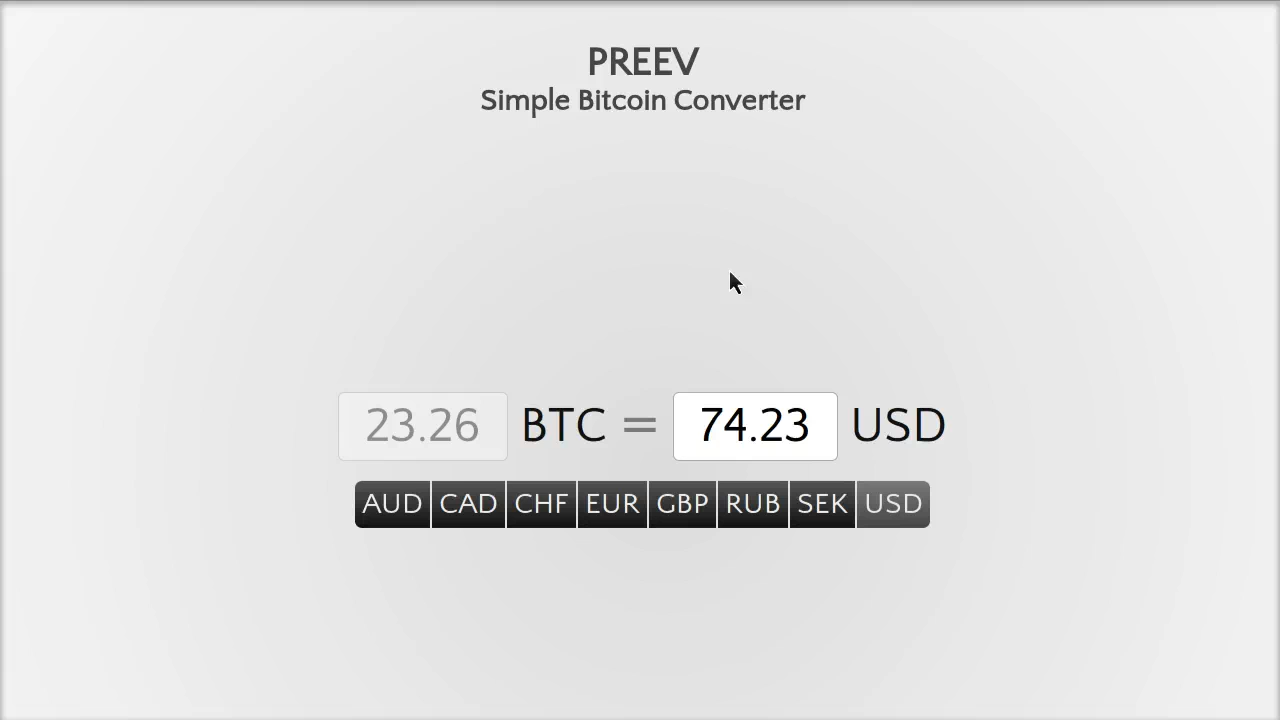 PREEV
Simple Bitcoin Converter
23.26 BTC = 74.23 USD
AUD CAD CHF EUR GBP RUB SEK USD